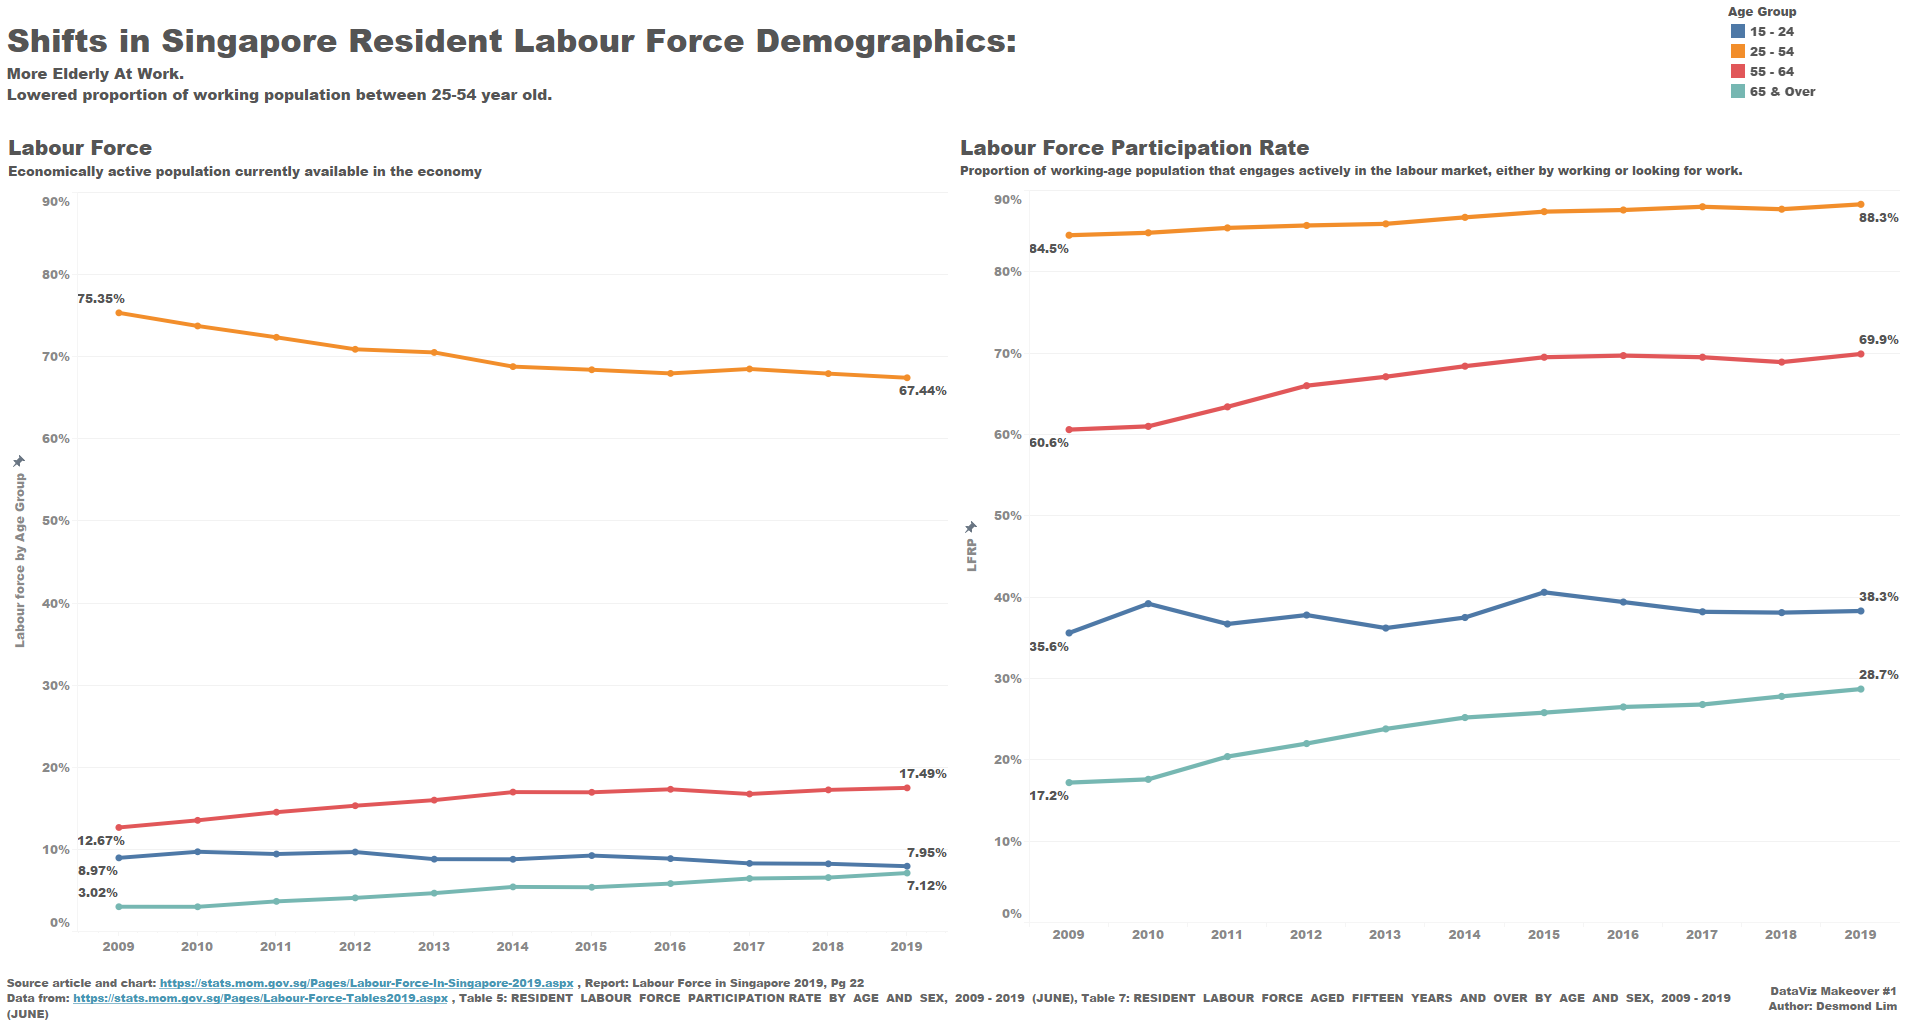 Shifts in Singapore Resident Labour Force Demographics:
More Elderly At Work.
Lowered proportion of working population between 25-54 year old.
Age Group
15 - 24
25 - 54
55 - 64
65 & Over
Labour Force
Economically active population currently available in the economy
90%
80%
70%
60%
50%
40%
30%
20%
10%
0%
Labour force by Age Group
75.35%
67.44%
17.49%
12.67%
8.97%
7.95%
3.02%
7.12%
2009 2010 2011 2012 2013 2014 2015 2016 2017 2018 2019
Labour Force Participation Rate
Proportion of working-age population that engages actively in the labour market, either by working or looking for work.
90%
80%
70%
60%
50%
40%
30%
20%
10%
0%
LFRP
84.5%
88.3%
69.9%
60.6%
38.3%
35.6%
28.7%
17.2%
2009 2010 2011 2012 2013 2014 2015 2016 2017 2018 2019
Source article and chart: https://stats.mom.gov.sg/Pages/Labour-Force-In-Singapore-2019.aspx , Report: Labour Force in Singapore 2019, Pg 22
Data from: https://stats.mom.gov.sg/Pages/Labour-Force-Tables2019.aspx , Table 5: RESIDENT LABOUR FORCE PARTICIPATION RATE BY AGE AND SEX, 2009 - 2019 (JUNE), Table 7: RESIDENT LABOUR FORCE AGED FIFTEEN YEARS AND OVER BY AGE AND SEX, 2009 - 2019
(JUNE)
DataViz Makeover #1
Author: Desmond Lim